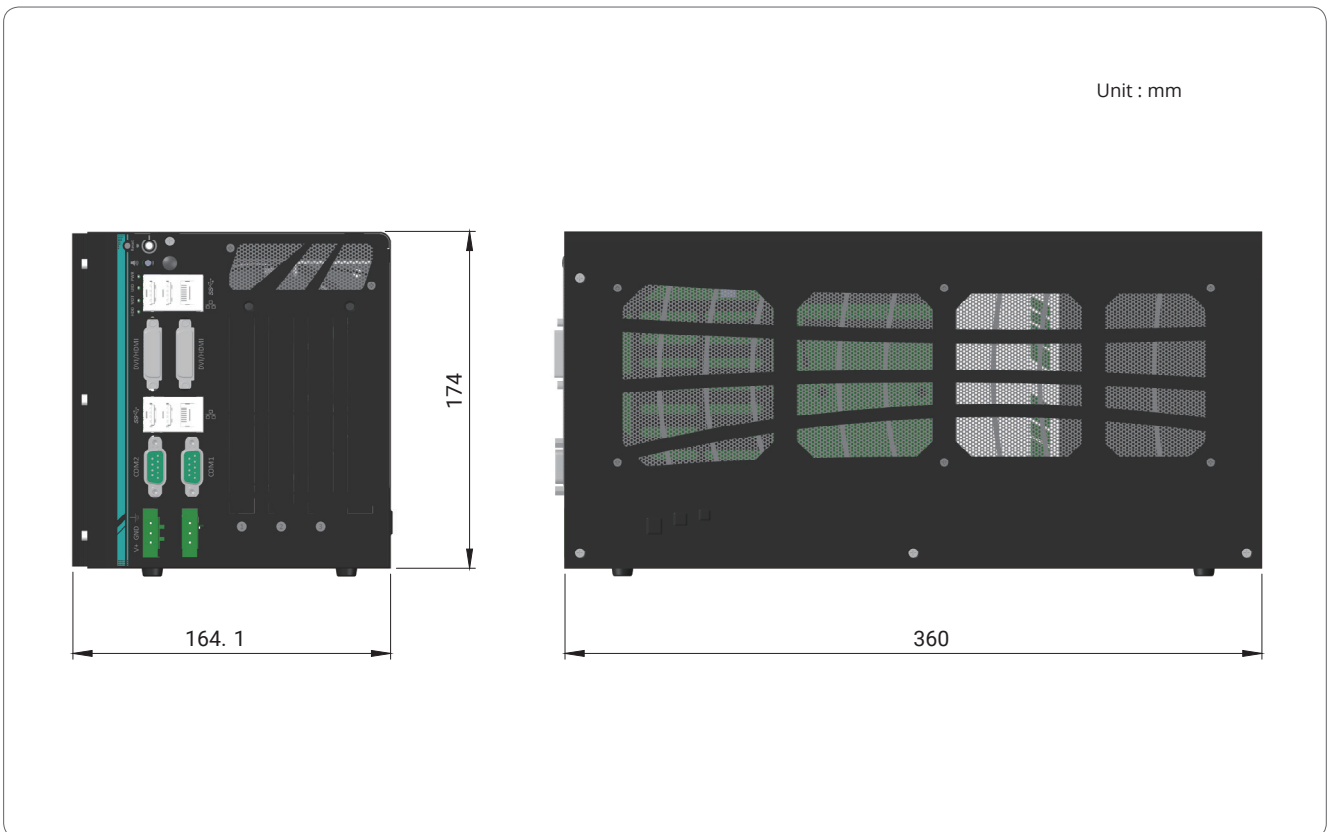 Unit : mm
DVI/HDMI
DVI/HDMI
COM2
COM1
V+ GND
174
164. 1
360